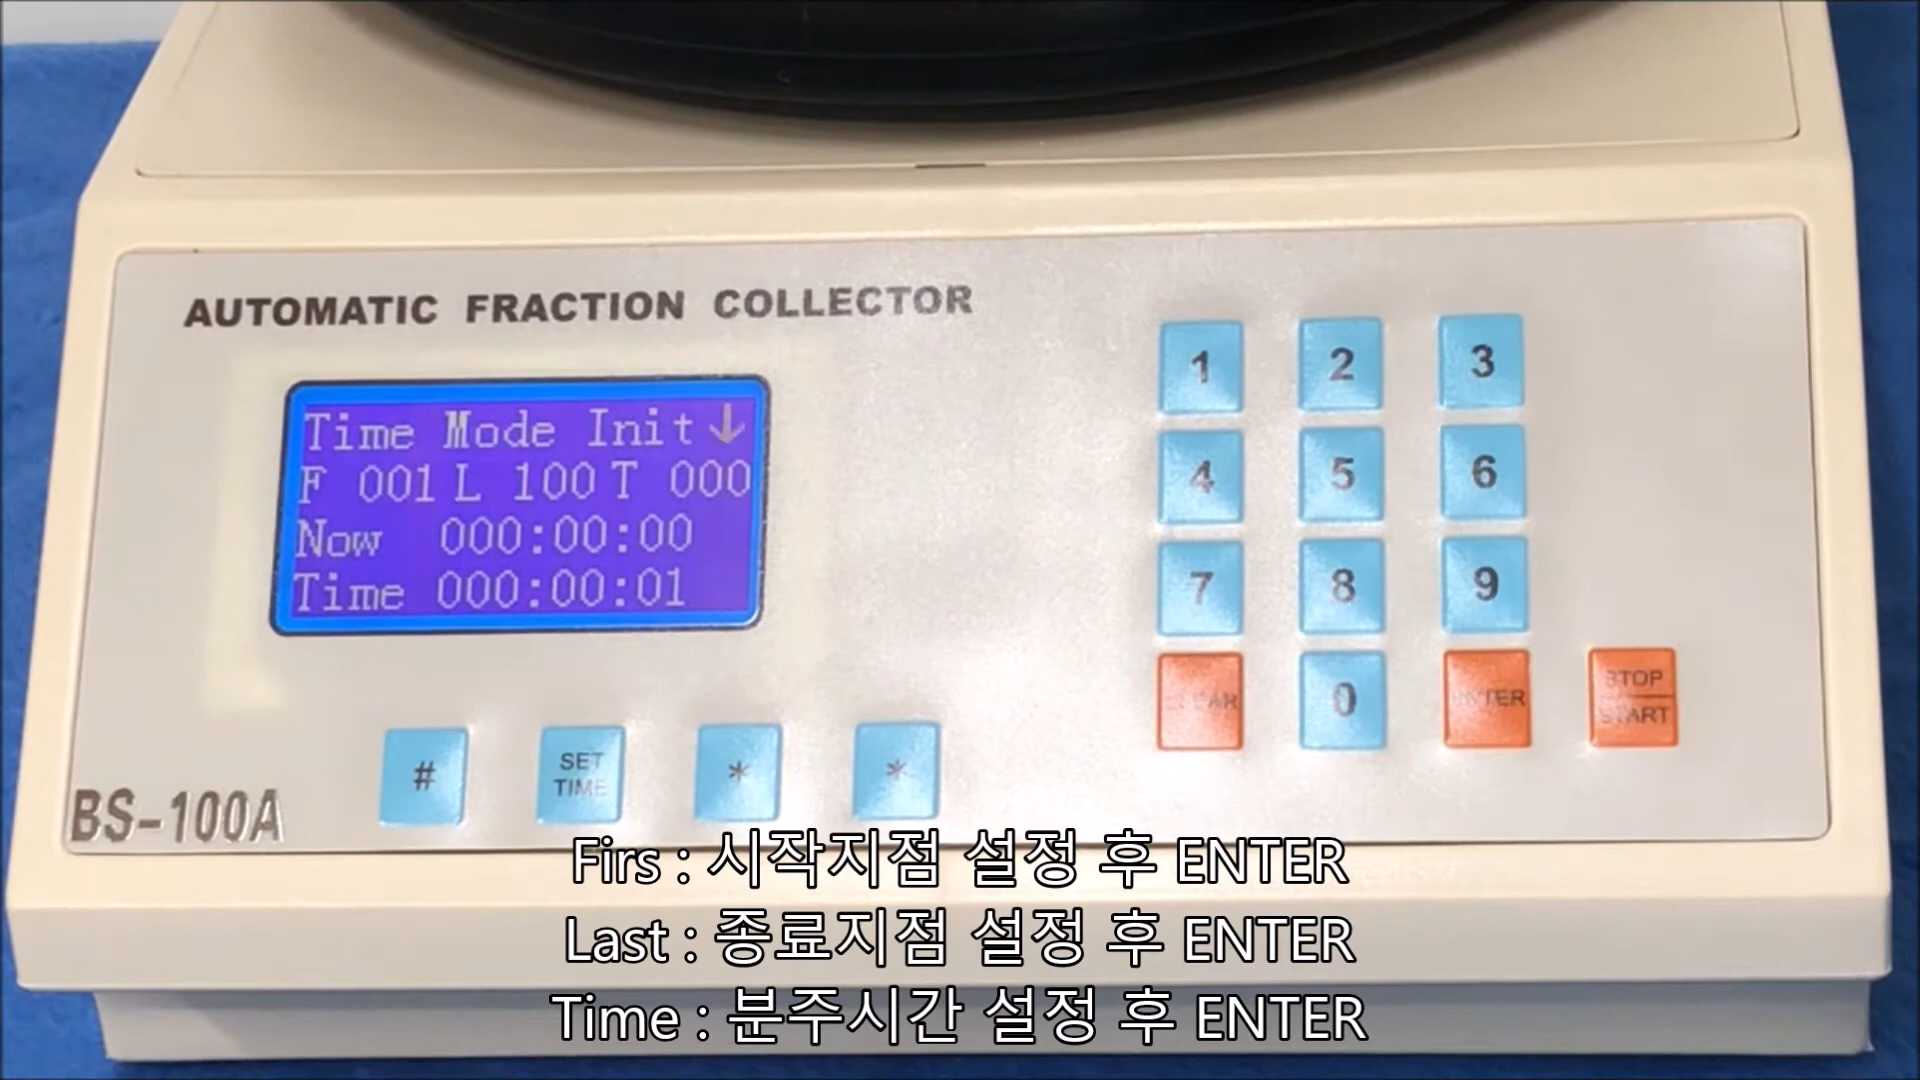 AUTOMATIC FRACTION COLLECTOR
Time Mode Init ↓
F 001 L 100 T 000
Now 000:00:00
Time 000:00:01
1 2 3
4 5 6
7 8 9
CLEAR 0 ENTER STOP
START
# SET TIME * *
BS-100A
Firs : 시작지점 설정 후 ENTER
Last : 종료지점 설정 후 ENTER
Time : 분주시간 설정 후 ENTER